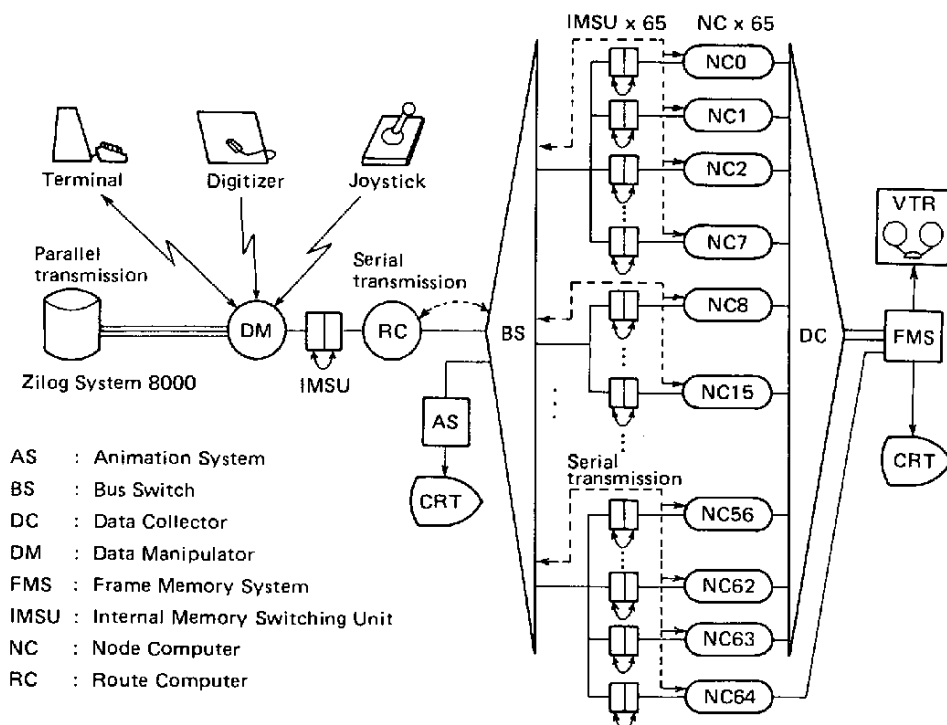 IMSU x 65
NC x 65
NC0
NC1
NC2
NC7
NC8
NC15
NC56
NC62
NC63
NC64
Terminal
Digitizer
Joystick
Parallel
transmission
Serial
transmission
DM
RC
BS
DC
VTR
FMS
CRT
Zilog System 8000
IMSU
AS
CRT
Serial
transmission
AS : Animation System
BS : Bus Switch
DC : Data Collector
DM : Data Manipulator
FMS : Frame Memory System
IMSU : Internal Memory Switching Unit
NC : Node Computer
RC : Route Computer